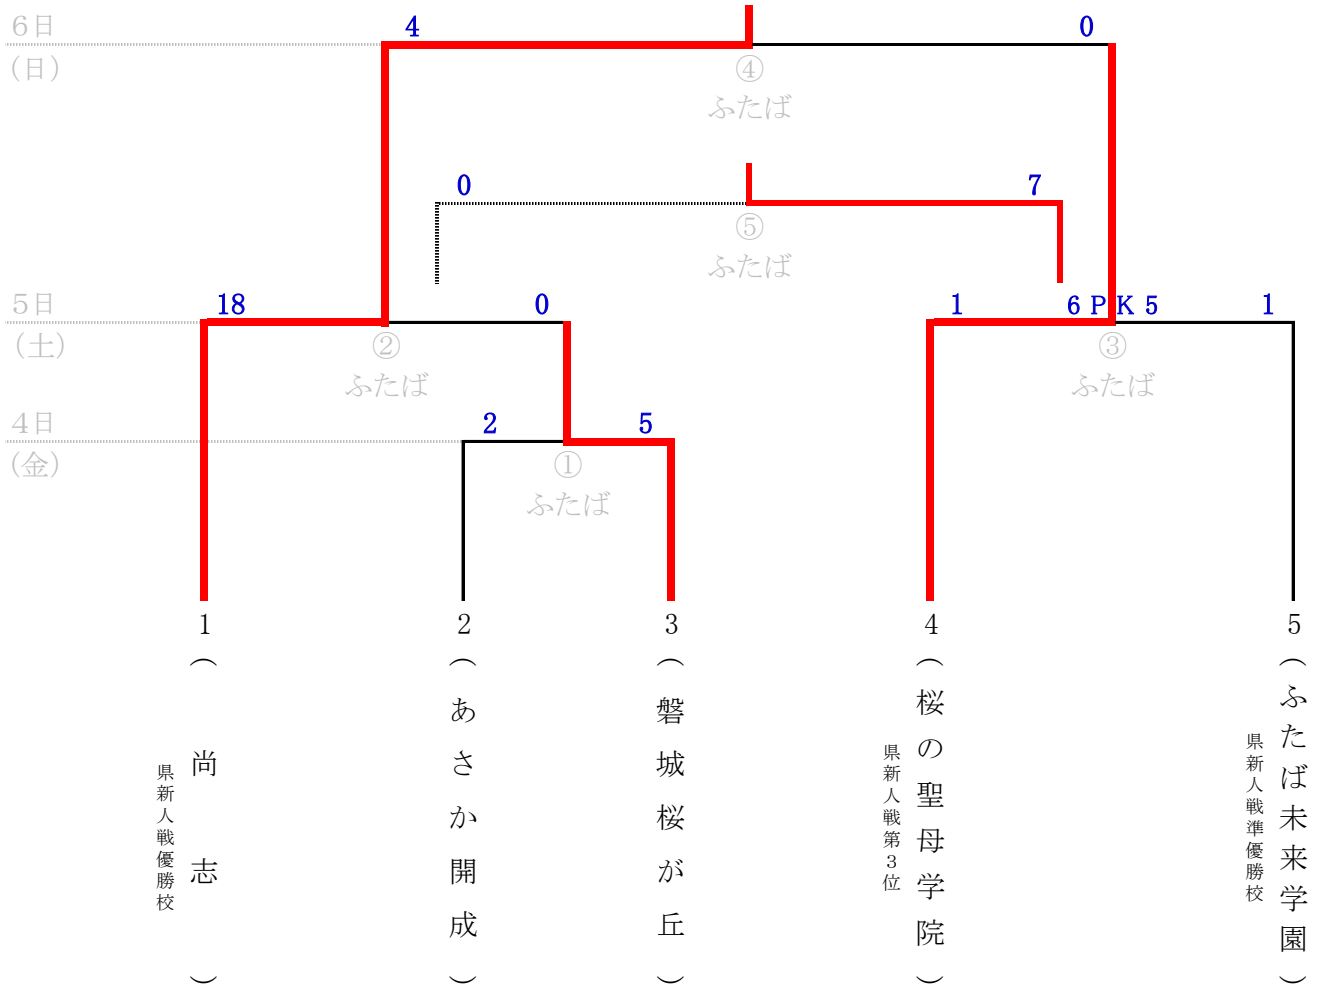 6日
4
0
(日)
④
ふたば
0
7
⑤
ふたば
5日
18
0
1
6 P K 5
1
(土)
②
ふたば
③
ふたば
4日
2
5
(金)
①
ふたば
1
2
3
4
5
(尚志)
県新人戦優勝校
(あさか開成)
(磐城桜が丘)
(桜の聖母学院)
県新人戦第3位
(ふたば未来学園)
県新人戦準優勝校